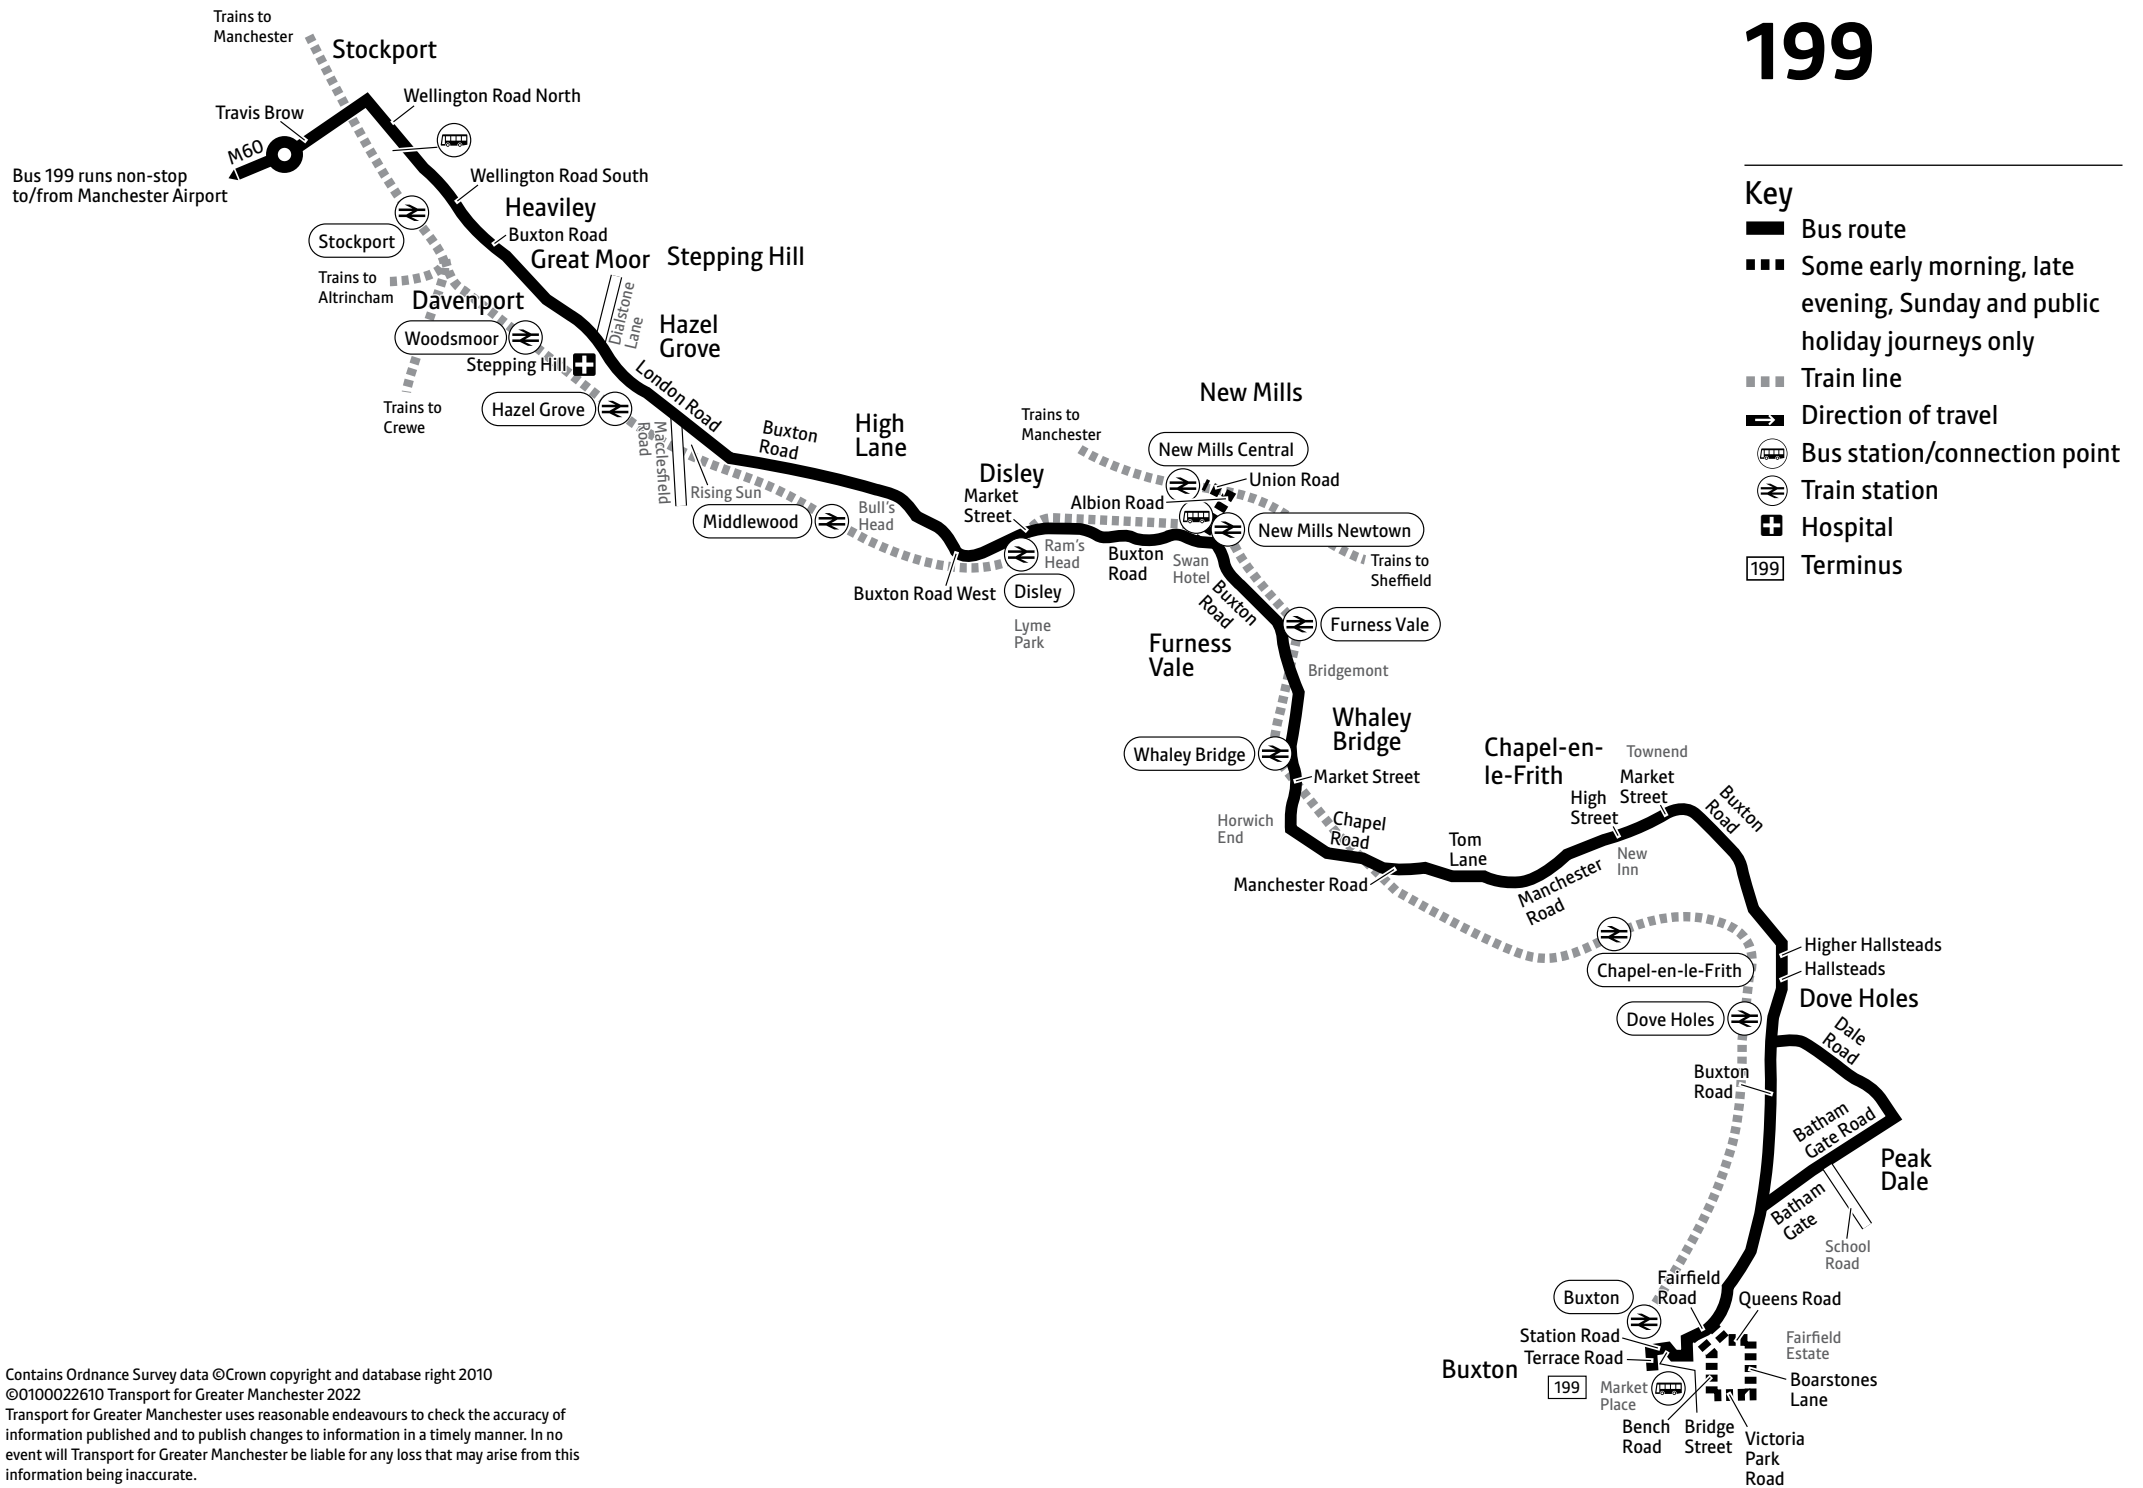 Trains to
Manchester
Stockport
199
Wellington Road North
Travis Brow
M60
Bus 199 runs non-stop
to/from Manchester Airport
Wellington Road South
Heaviley
Buxton Road
Stockport
Great Moor
Stepping Hill
Trains to
Altrincham
Davenport
Dialstone
Lane
Hazel
Grove
Woodsmoor
Stepping Hill
London Road
Trains to
Crewe
Hazel Grove
Macclesfield
Road
Rising Sun
Buxton
Road
High
Lane
Middlewood
Bull's
Head
Disley
Market
Street
Buxton Road West
Ram's
Head
Disley
Lyme
Park
New Mills
Trains to
Manchester
New Mills Central
Union Road
Albion Road
New Mills Newtown
Buxton
Road
Swan
Hotel
Trains to
Sheffield
Buxton
Road
Furness Vale
Furness
Vale
Bridgemont
Whaley
Bridge
Whaley Bridge
Market Street
Horwich
End
Chapel
Road
Manchester Road
Tom
Lane
Chapel-en-
le-Frith
Townend
Market
Street
High
Street
Buxton
Road
New
Inn
Manchester
Road
Chapel-en-le-Frith
Higher Hallsteads
Hallsteads
Dove Holes
Dove Holes
Dale
Road
Buxton
Road
Batham
Gate Road
Peak
Dale
Batham
Gate
School
Road
Fairfield
Road
Buxton
Queens Road
Station Road
Terrace Road
Fairfield
Estate
Buxton
199
Market
Place
Boarstones
Lane
Bench
Road
Bridge
Street
Victoria
Park
Road
Key
Bus route
Some early morning, late
evening, Sunday and public
holiday journeys only
Train line
Direction of travel
Bus station/connection point
Train station
Hospital
199
Terminus
Contains Ordnance Survey data ©Crown copyright and database right 2010
©0100022610 Transport for Greater Manchester 2022
Transport for Greater Manchester uses reasonable endeavours to check the accuracy of
information published and to publish changes to information in a timely manner. In no
event will Transport for Greater Manchester be liable for any loss that may arise from this
information being inaccurate.